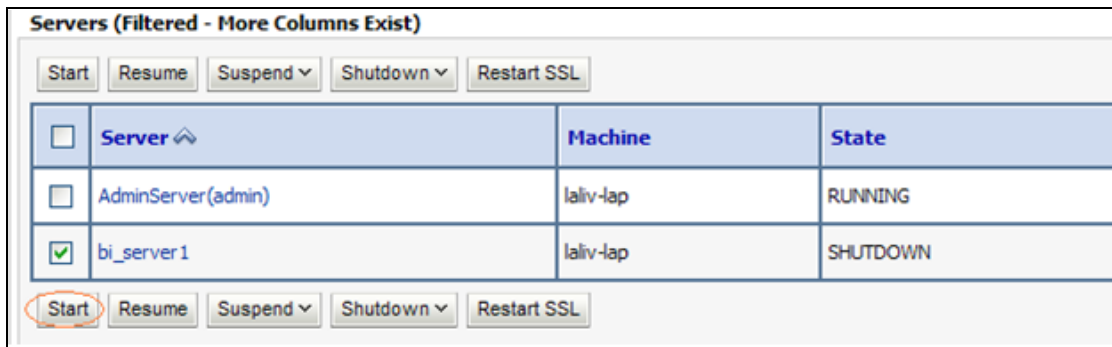 Servers (Filtered - More Columns Exist)
Start Resume Suspend Shutdown Restart SSL
Server Machine State
AdminServer(admin) laliv-lap RUNNING
bi_server1 laliv-lap SHUTDOWN
Start Resume Suspend Shutdown Restart SSL